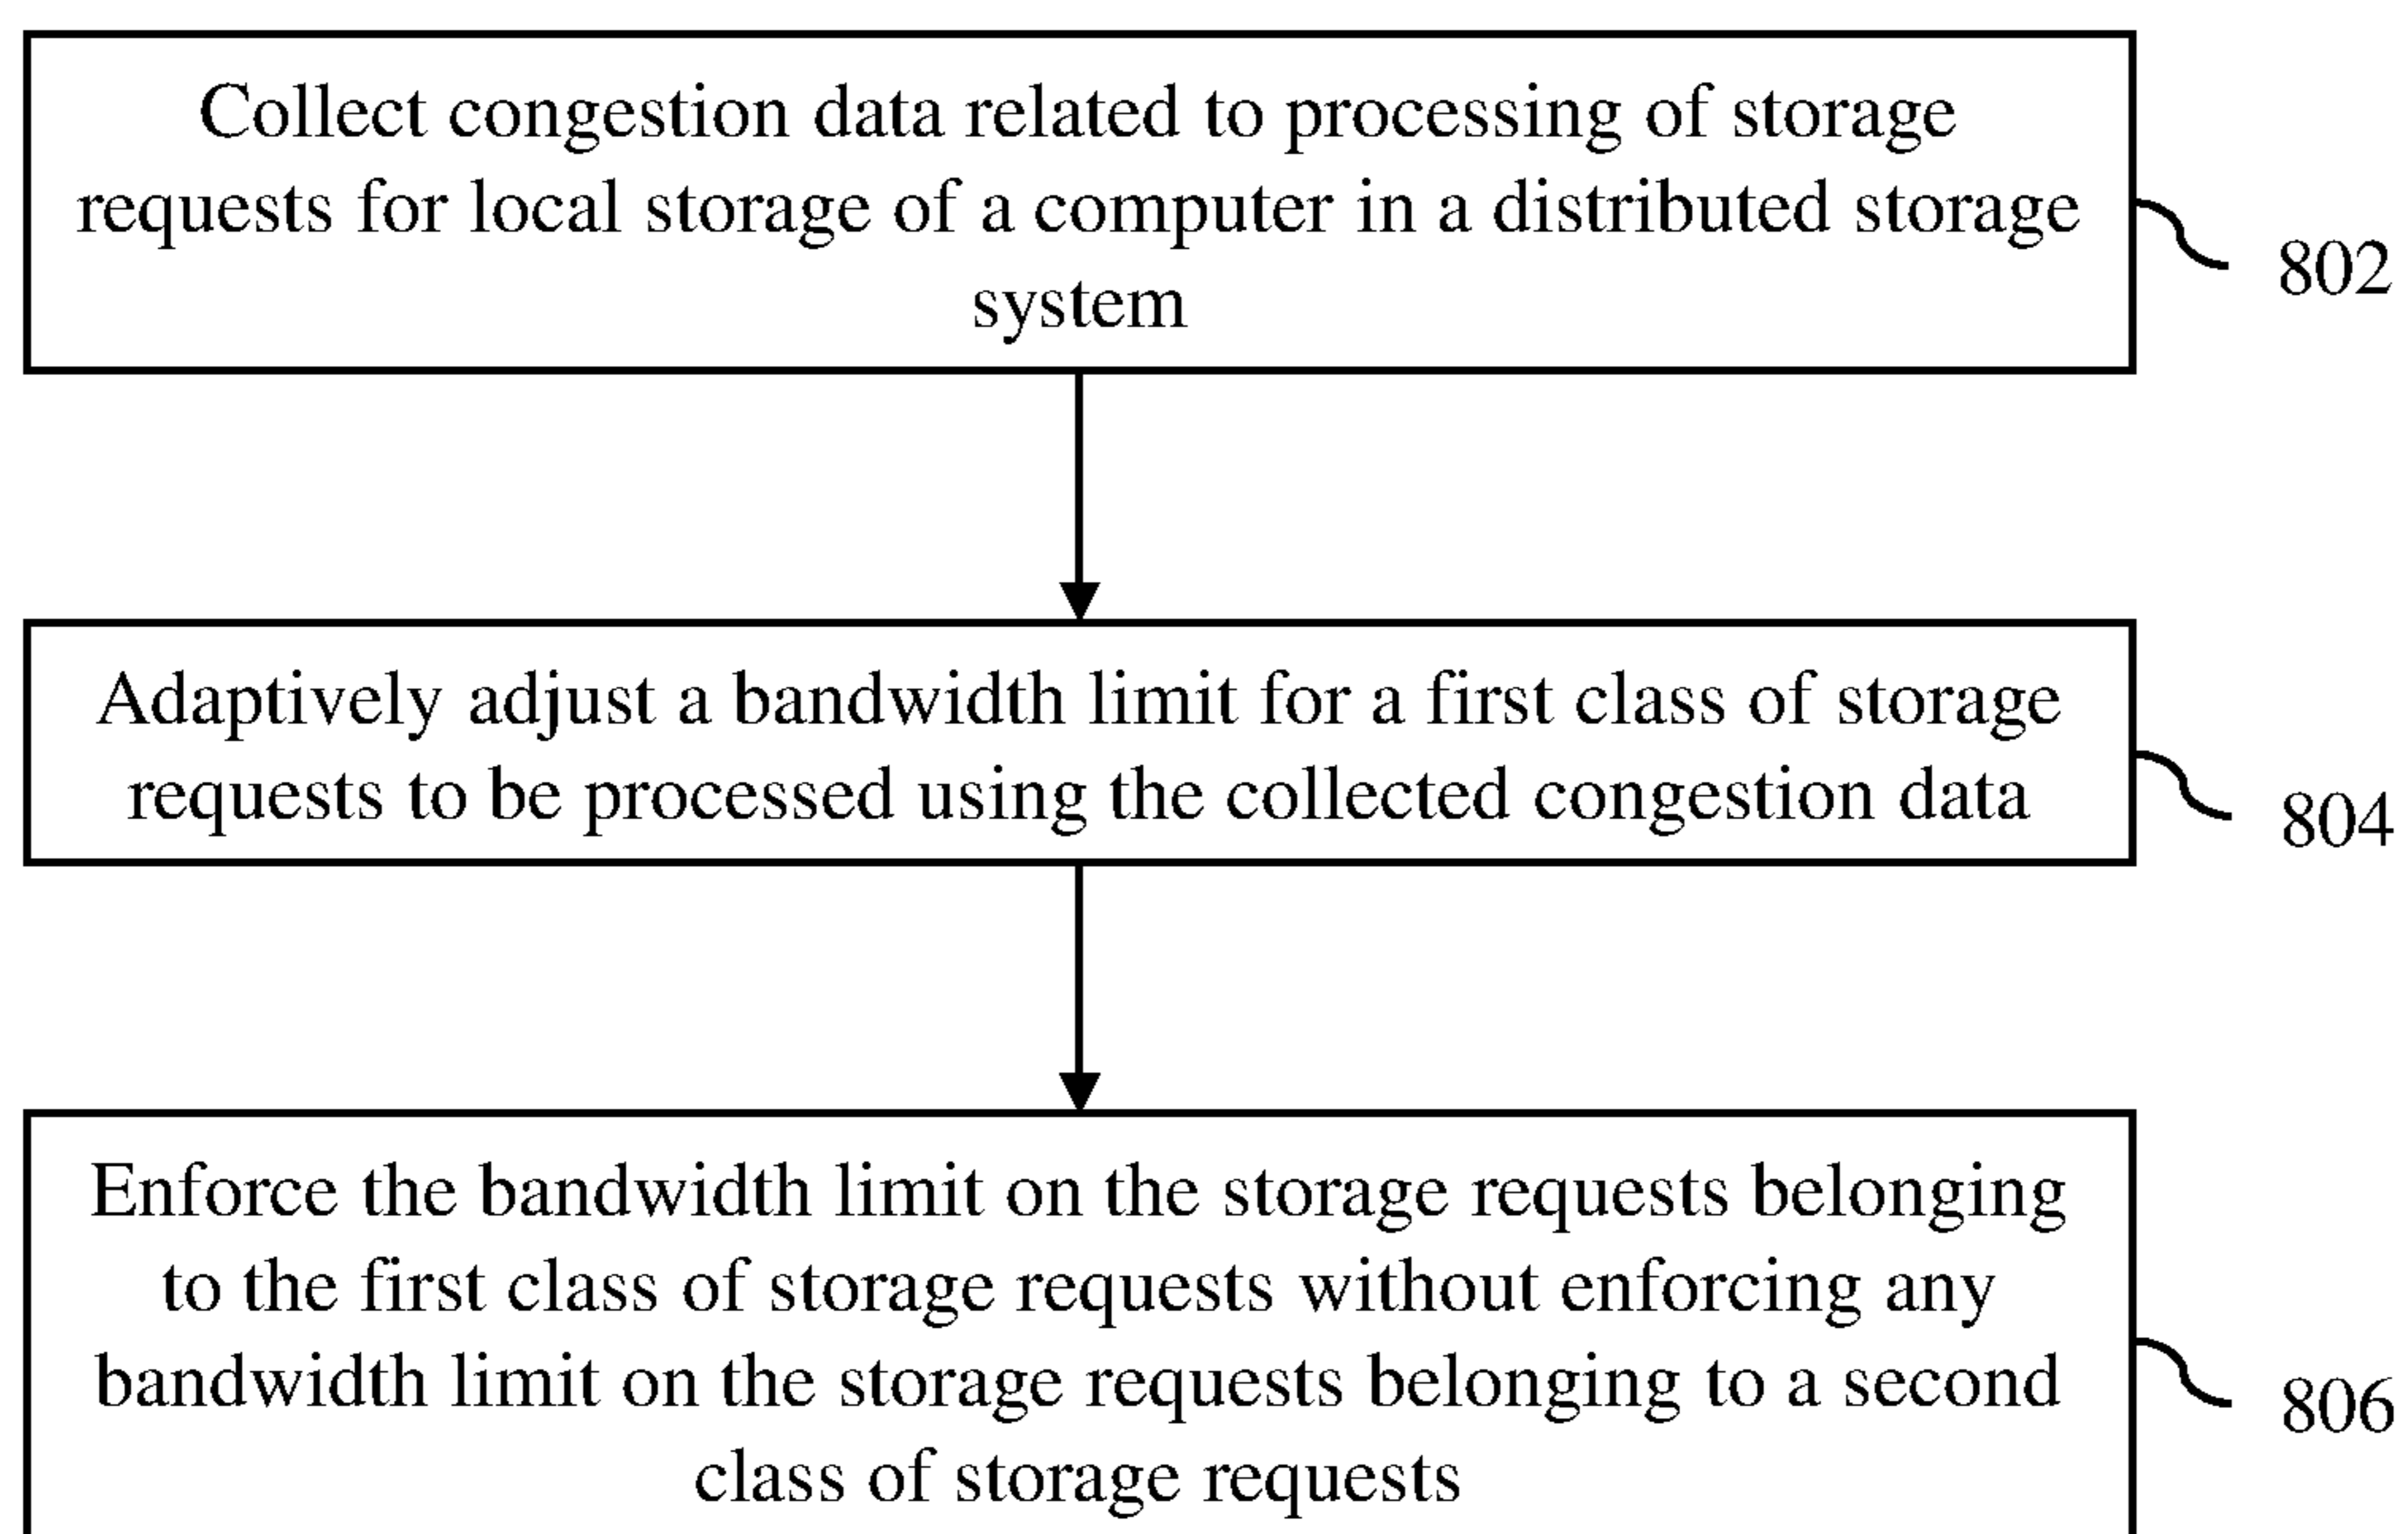 Collect congestion data related to processing of storage
requests for local storage of a computer in a distributed storage
system
802
Adaptively adjust a bandwidth limit for a first class of storage
requests to be processed using the collected congestion data
804
Enforce the bandwidth limit on the storage requests belonging
to the first class of storage requests without enforcing any
bandwidth limit on the storage requests belonging to a second
class of storage requests
806